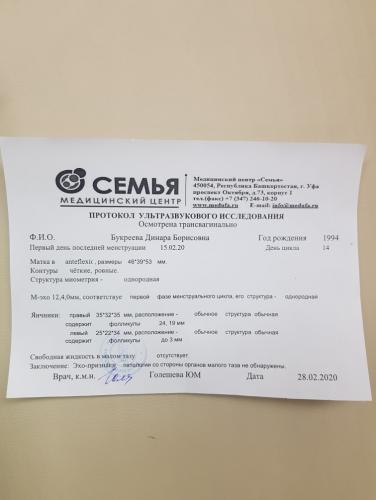 СЕМЬЯ
МЕДИЦИНСКИЙ ЦЕНТР
Медицинский центр «Семья»
450054, Республика Башкортостан, г. Уфа
проспект Октября, д.73, корпус 1
тел.(факс) +7 (347) 246-10-20
www.medufa.ru E-mail: info@medufa.ru
ПРОТОКОЛ УЛЬТРАЗВУКОВОГО ИССЛЕДОВАНИЯ
Осмотрена трансвагинально
Ф.И.О. Букреева Динара Борисовна Год рождения 1994
Первый день последней менструации 15.02.20 День цикла 14
Матка в anteflexio, размеры 46*39*53 мм.
Контуры чёткие, ровные.
Структура миометрия - однородная
М-эхо 12,4,0мм, соответствует первой фазе менструального цикла, его структура - однородная
Яичники: правый 35*32*35 мм, расположение - обычное структура обычная
содержит фолликулы 24, 19 мм
левый 25*22*34 мм, расположение - обычное структура обычная
содержит фолликулы до 3 мм
Свободная жидкость в малом тазу отсутствует.
Заключение: Эхо-признаки патологии со стороны органов малого таза не обнаружены.
Врач, к.м.н. Голешева ЮМ Дата 28.02.2020